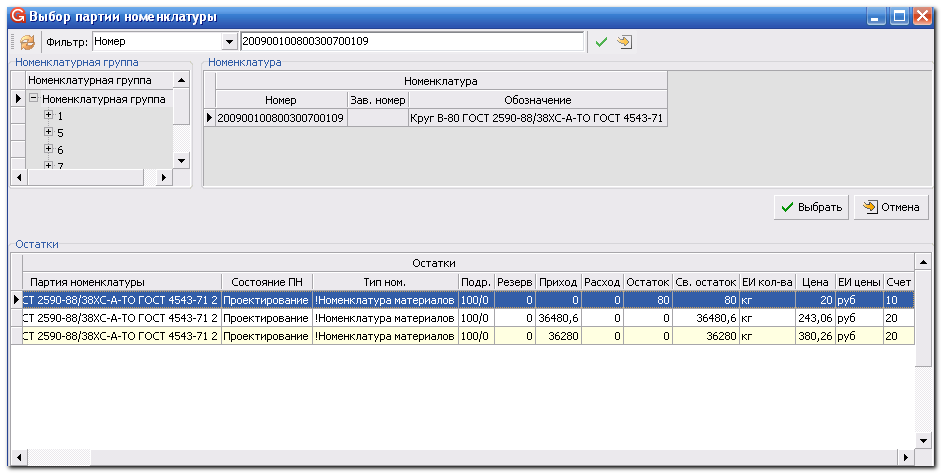 Выбор партии номенклатуры
Фильтр: Номер 200900100800300700109
Номенклатурная группа
Номенклатурная группа
Номенклатурная группа
1
5
6
7
Номенклатура
Номенклатура
Номер Зав. номер Обозначение
200900100800300700109 Круг В-80 ГОСТ 2590-88/38ХС-А-ТО ГОСТ 4543-71
Выбрать Отмена
Остатки
Остатки
Партия номенклатуры Состояние ПН Тип ном. Подр. Резерв Приход Расход Остаток Св. остаток ЕИ кол-ва Цена ЕИ цены Счет
СТ 2590-88/38ХС-А-ТО ГОСТ 4543-71 2 Проектирование !Номенклатура материалов 100/0 0 0 0 80 80 кг 20 руб 10
СТ 2590-88/38ХС-А-ТО ГОСТ 4543-71 2 Проектирование !Номенклатура материалов 100/0 0 36480,6 0 0 36480,6 кг 243,06 руб 20
СТ 2590-88/38ХС-А-ТО ГОСТ 4543-71 2 Проектирование !Номенклатура материалов 100/0 0 36280 0 0 36280 кг 380,26 руб 20